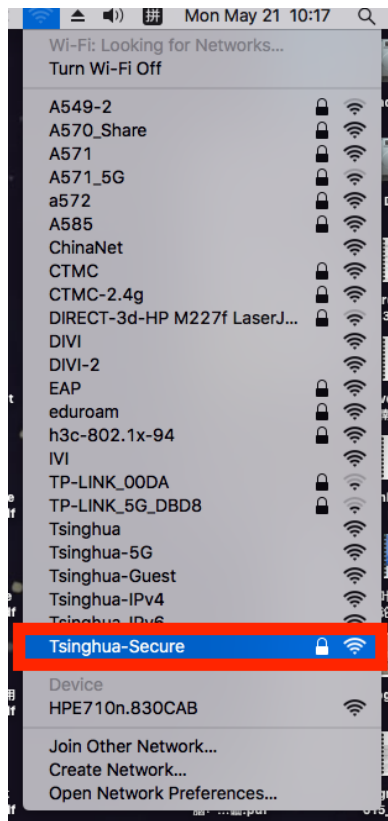 拼 Mon May 21 10:17
Wi-Fi: Looking for Networks...
Turn Wi-Fi Off
A549-2
A570_Share
A571
A571_5G
a572
A585
ChinaNet
CTMC
CTMC-2.4g
DIRECT-3d-HP M227f LaserJ...
DIVI
DIVI-2
EAP
eduroam
h3c-802.1x-94
IVI
TP-LINK_00DA
TP-LINK_5G_DBD8
Tsinghua
Tsinghua-5G
Tsinghua-Guest
Tsinghua-IPv4
Tsinghua-IPv6
Tsinghua-Secure
Device
HPE710n.830CAB
Join Other Network...
Create Network...
Open Network Preferences...